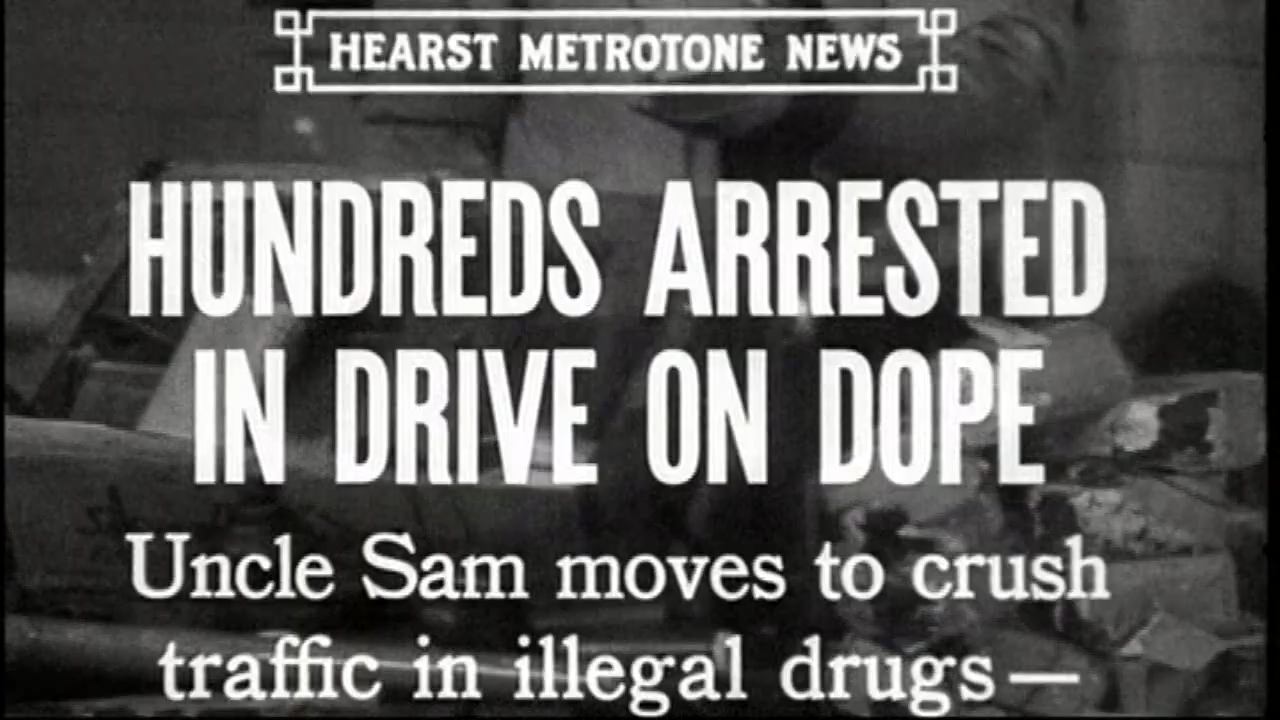 HEARST METROTONE NEWS
HUNDREDS ARRESTED
IN DRIVE ON DOPE
Uncle Sam moves to crush
traffic in illegal drugs—